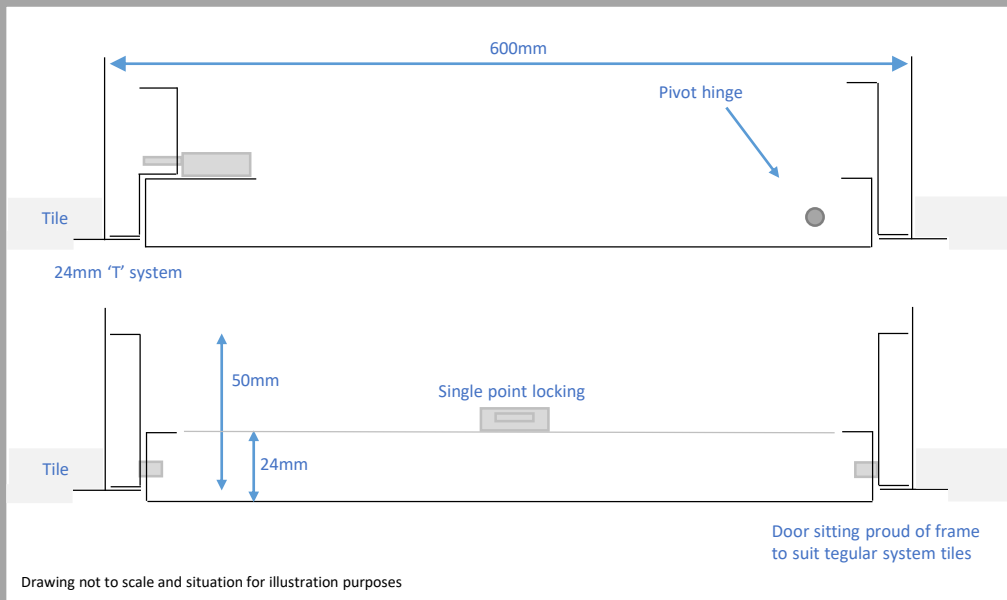 600mm
Pivot hinge
Tile
24mm ‘T’ system
50mm
Single point locking
24mm
Tile
Door sitting proud of frame
to suit tegular system tiles
Drawing not to scale and situation for illustration purposes